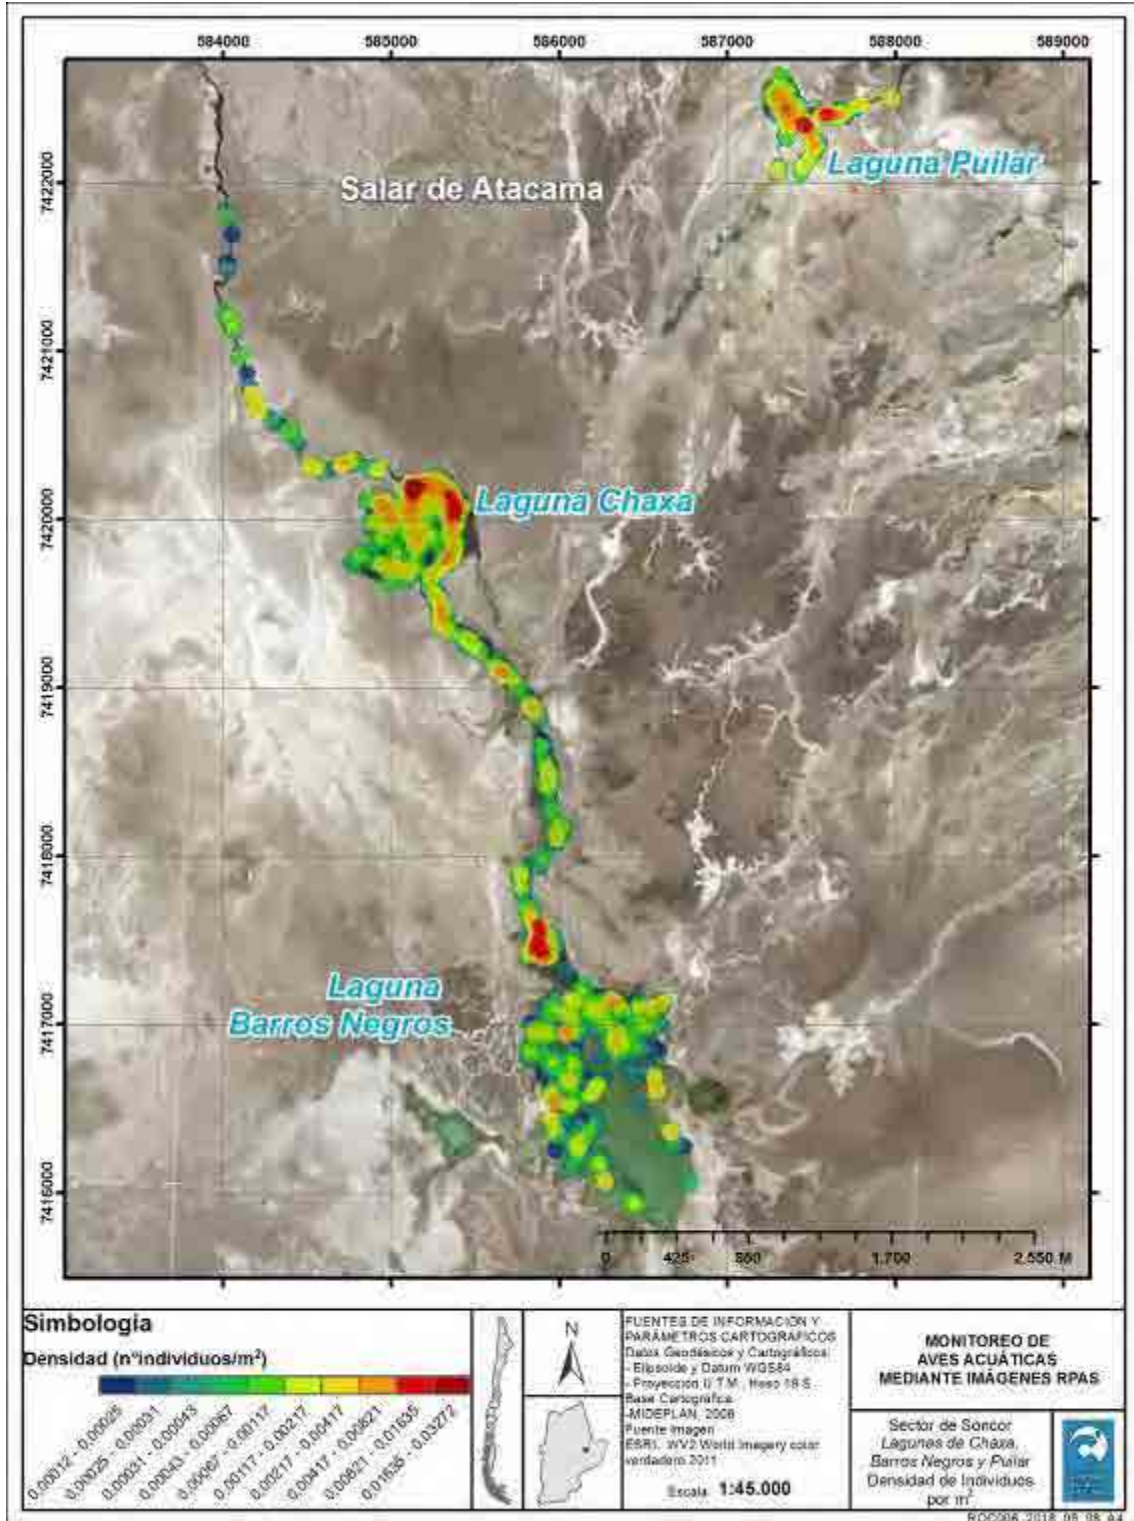 584000 585000 586000 587000 588000 589000
7422000
7421000
7420000
7419000
7418000
7417000
7416000
Salar de Atacama
Laguna Puilar
Laguna Chaxa
Laguna
Barros Negros
0 425 850 1.700 2.550 M
Simbología
Densidad (n°individuos/m²)
0,00012 - 0,00025
0,00025 - 0,00031
0,00031 - 0,00043
0,00043 - 0,00067
0,00067 - 0,00117
0,00117 - 0,00217
0,00217 - 0,00417
0,00417 - 0,00821
0,00821 - 0,01635
0,01635 - 0,03272
N
FUENTES DE INFORMACIÓN Y
PARÁMETROS CARTOGRÁFICOS
Datos Geodésicos y Cartográficos
- Elipsoide y Datum WGS84
- Proyección U.T.M., Huso 19 S.
Base Cartográfica
-MIDEPLAN, 2008
Fuente Imagen
ESRI, WV2 World Imagery color
verdadero 2011
Escala 1:45.000
MONITOREO DE
AVES ACUÁTICAS
MEDIANTE IMÁGENES RPAS
Sector de Soncor
Lagunas de Chaxa,
Barros Negros y Puilar
Densidad de Individuos
por m²